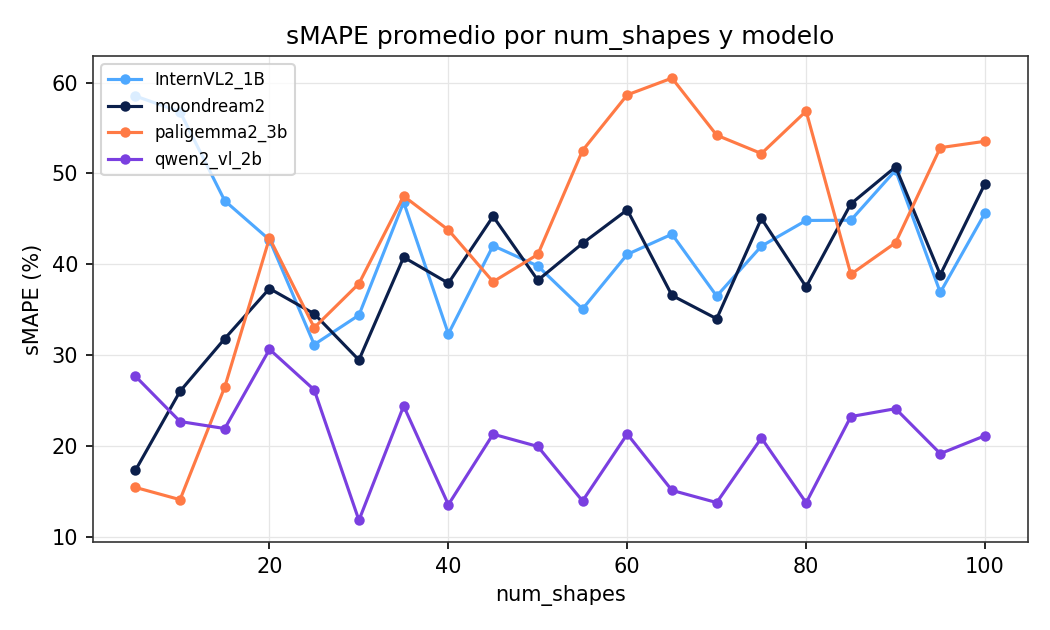 sMAPE promedio por num_shapes y modelo
InternVL2_1B
moondream2
paligemma2_3b
qwen2_vl_2b
sMAPE (%)
60
50
40
30
20
10
20 40 60 80 100
num_shapes